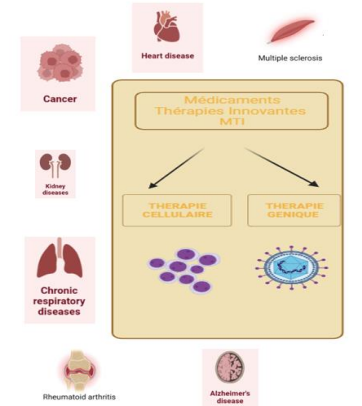 Heart disease
Multiple sclerosis
Cancer
Médicaments
Thérapies Innovantes
MTI
Kidney
diseases
THERAPIE
CELLULAIRE
THERAPIE
GENIQUE
Chronic
respiratory
diseases
Rheumatoid arthritis
Alzheimer's
disease